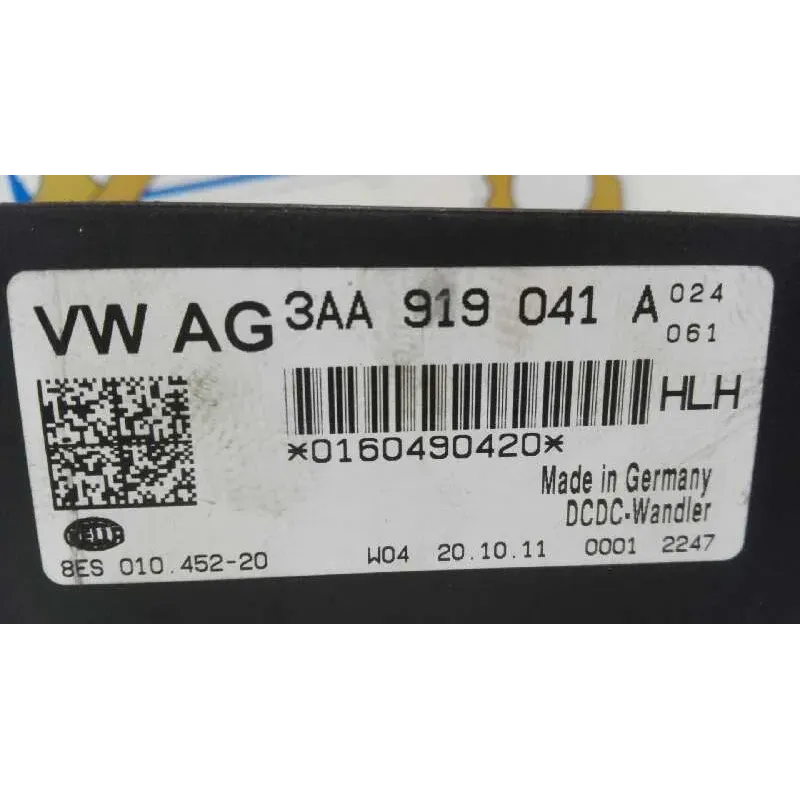 VW AG 3AA 919 041 A 024
061
HLH
*0160490420*
Made in Germany
DCDC-Wandler
HELLA
8ES 010.452-20 W04 20.10.11 0001 2247